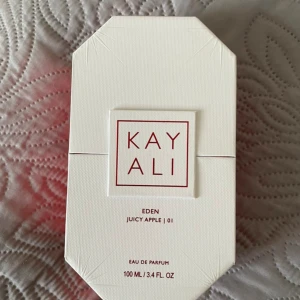 KAY
ALI
EDEN
JUICY APPLE | 01
EAU DE PARFUM
100 ML / 3.4 FL. OZ